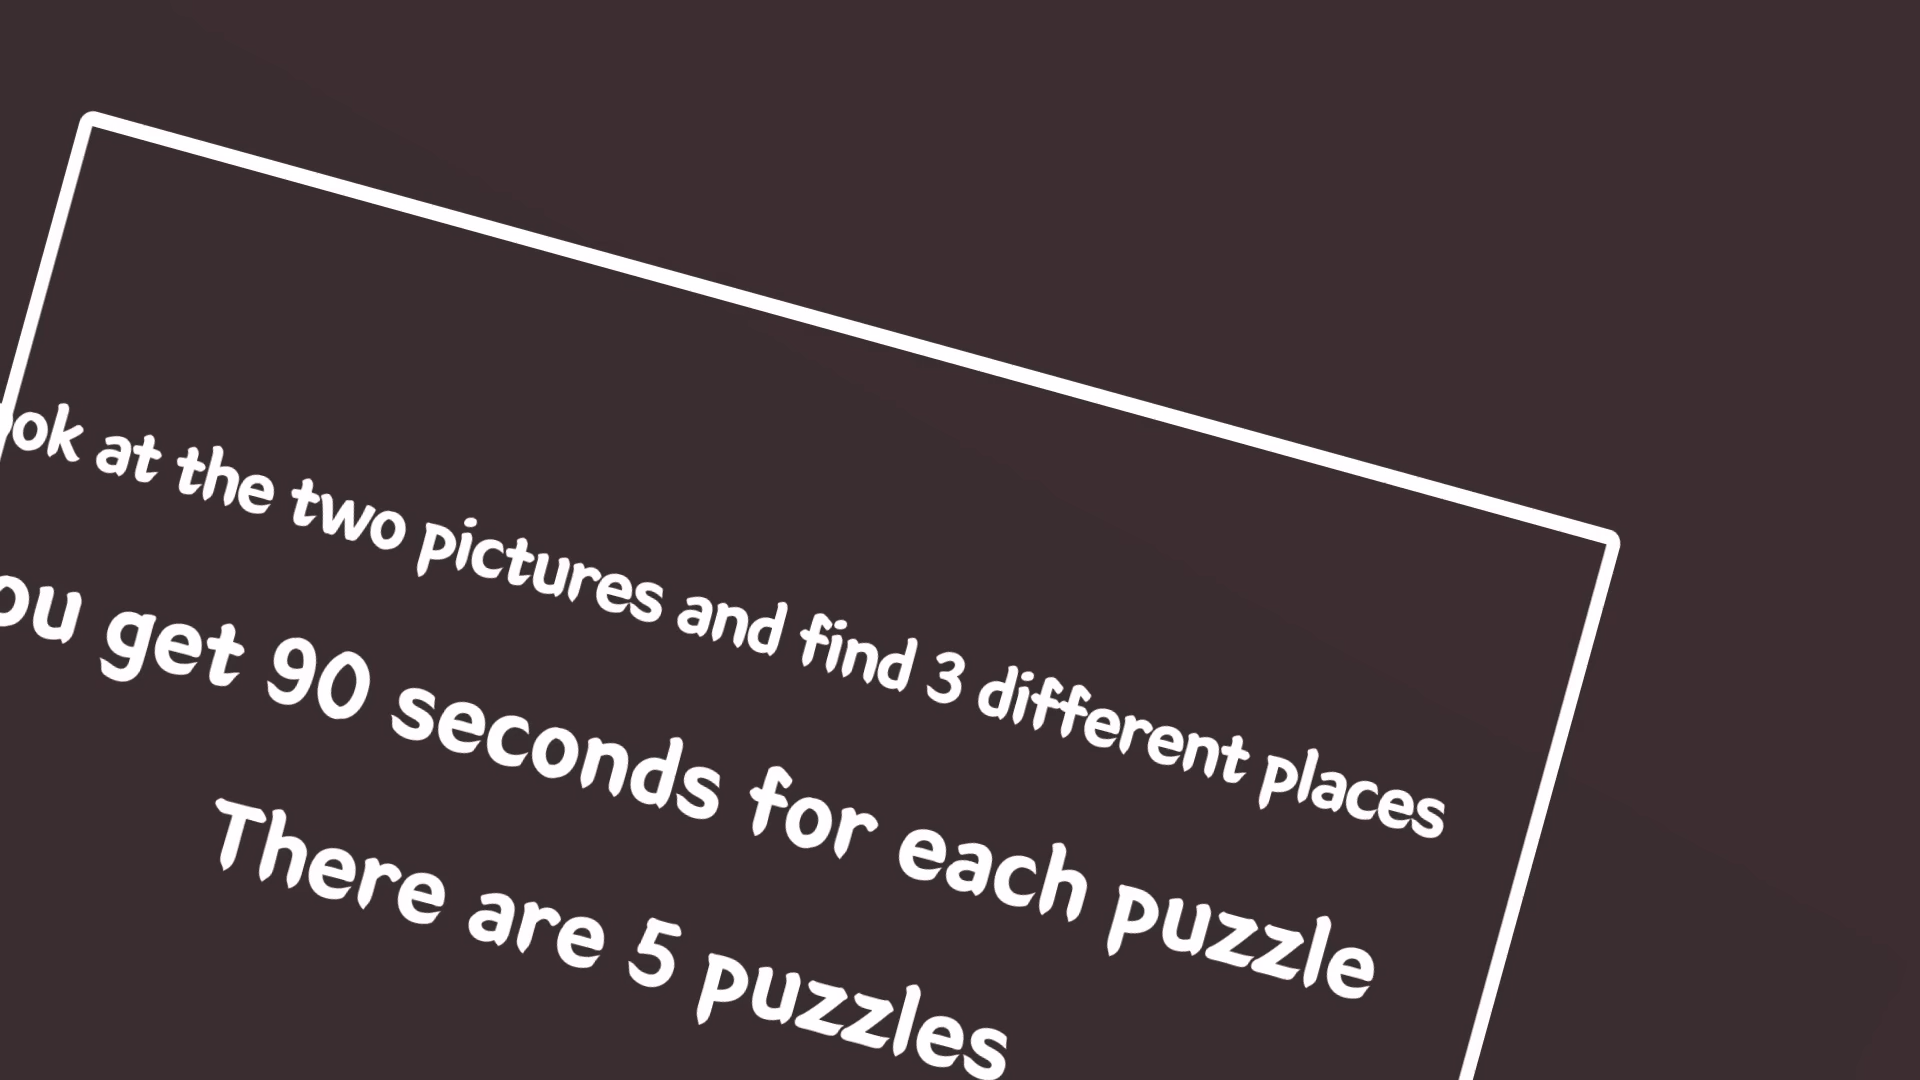 ok at the two pictures and find 3 different places
ou get 90 seconds for each puzzle
There are 5 puzzles